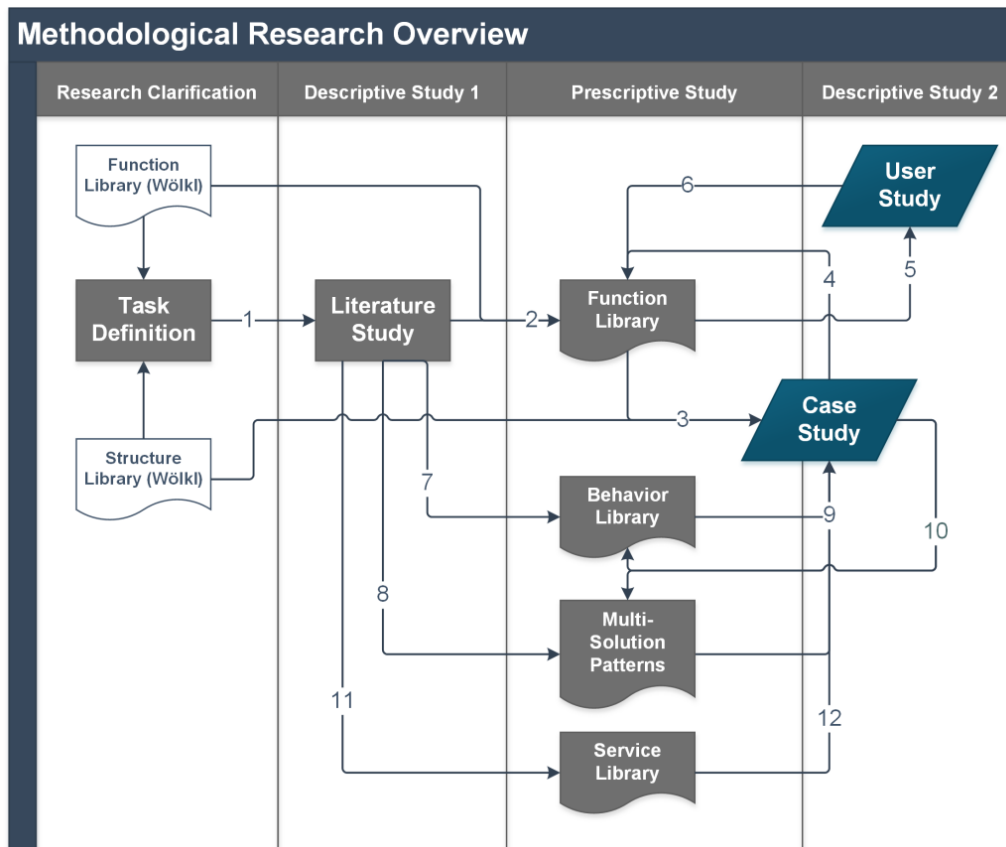 Methodological Research Overview
Research Clarification
Descriptive Study 1
Prescriptive Study
Descriptive Study 2
Function
Library (Wölkl)
User
Study
6
4
5
Task
Definition
1
Literature
Study
2
Function
Library
3
Case
Study
Structure
Library (Wölkl)
7
Behavior
Library
9
10
8
Multi-
Solution
Patterns
11
12
Service
Library